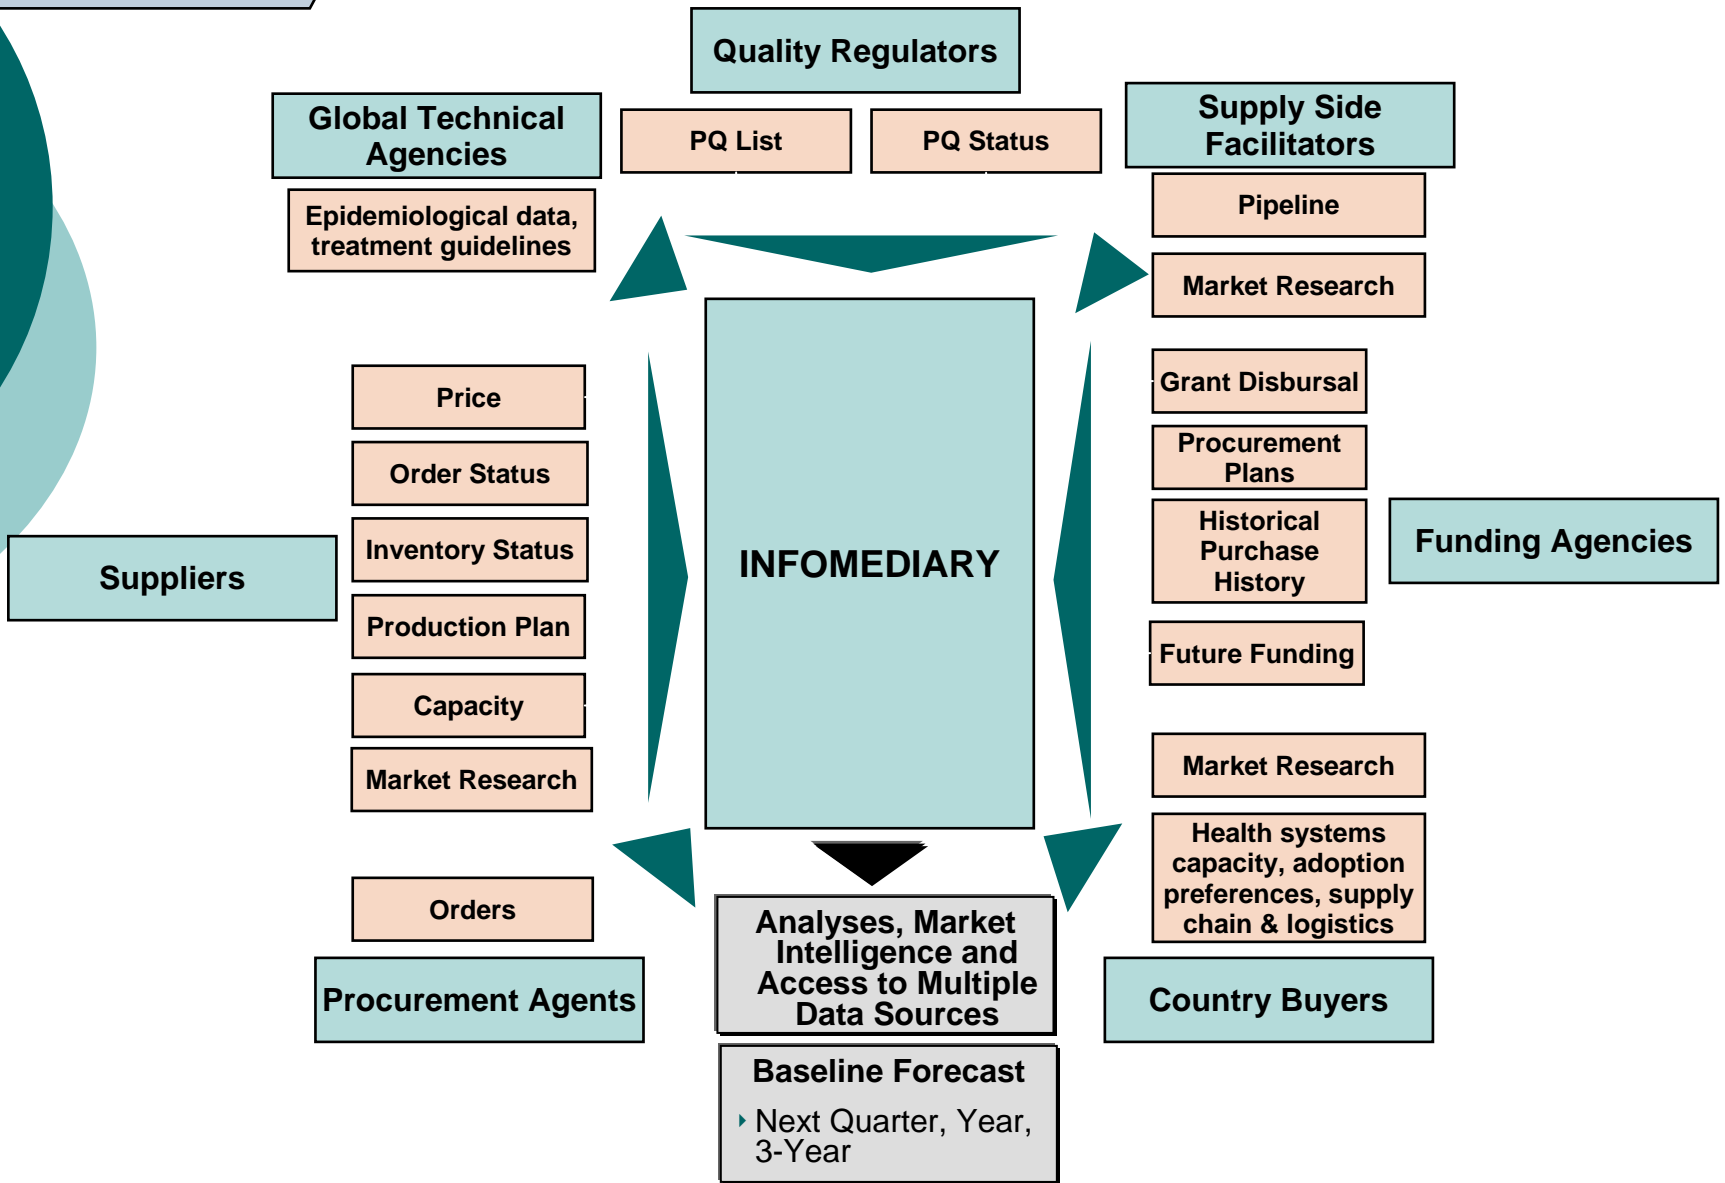 Quality Regulators
Global Technical
Agencies
PQ List
PQ Status
Supply Side
Facilitators
Epidemiological data,
treatment guidelines
Pipeline
Market Research
Price
Order Status
Inventory Status
Production Plan
Capacity
Market Research
Suppliers
INFOMEDIARY
Grant Disbursal
Procurement
Plans
Historical
Purchase
History
Future Funding
Funding Agencies
Market Research
Health systems
capacity, adoption
preferences, supply
chain & logistics
Orders
Procurement Agents
Analyses, Market
Intelligence and
Access to Multiple
Data Sources
Country Buyers
Baseline Forecast
Next Quarter, Year,
3-Year